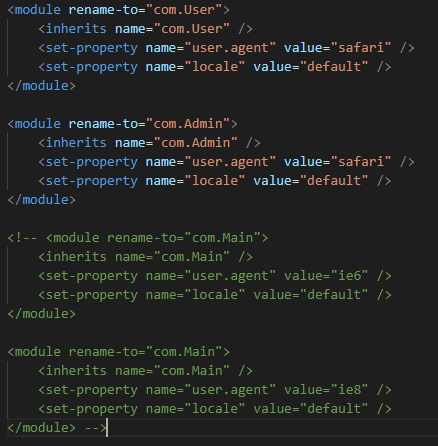 <module rename-to="com.User">
    <inherits name="com.User" />
    <set-property name="user.agent" value="safari" />
    <set-property name="locale" value="default" />
</module>

<module rename-to="com.Admin">
    <inherits name="com.Admin" />
    <set-property name="user.agent" value="safari" />
    <set-property name="locale" value="default" />
</module>

<!-- <module rename-to="com.Main">
    <inherits name="com.Main" />
    <set-property name="user.agent" value="ie6" />
    <set-property name="locale" value="default" />
</module>

<module rename-to="com.Main">
    <inherits name="com.Main" />
    <set-property name="user.agent" value="ie8" />
    <set-property name="locale" value="default" />
</module> -->